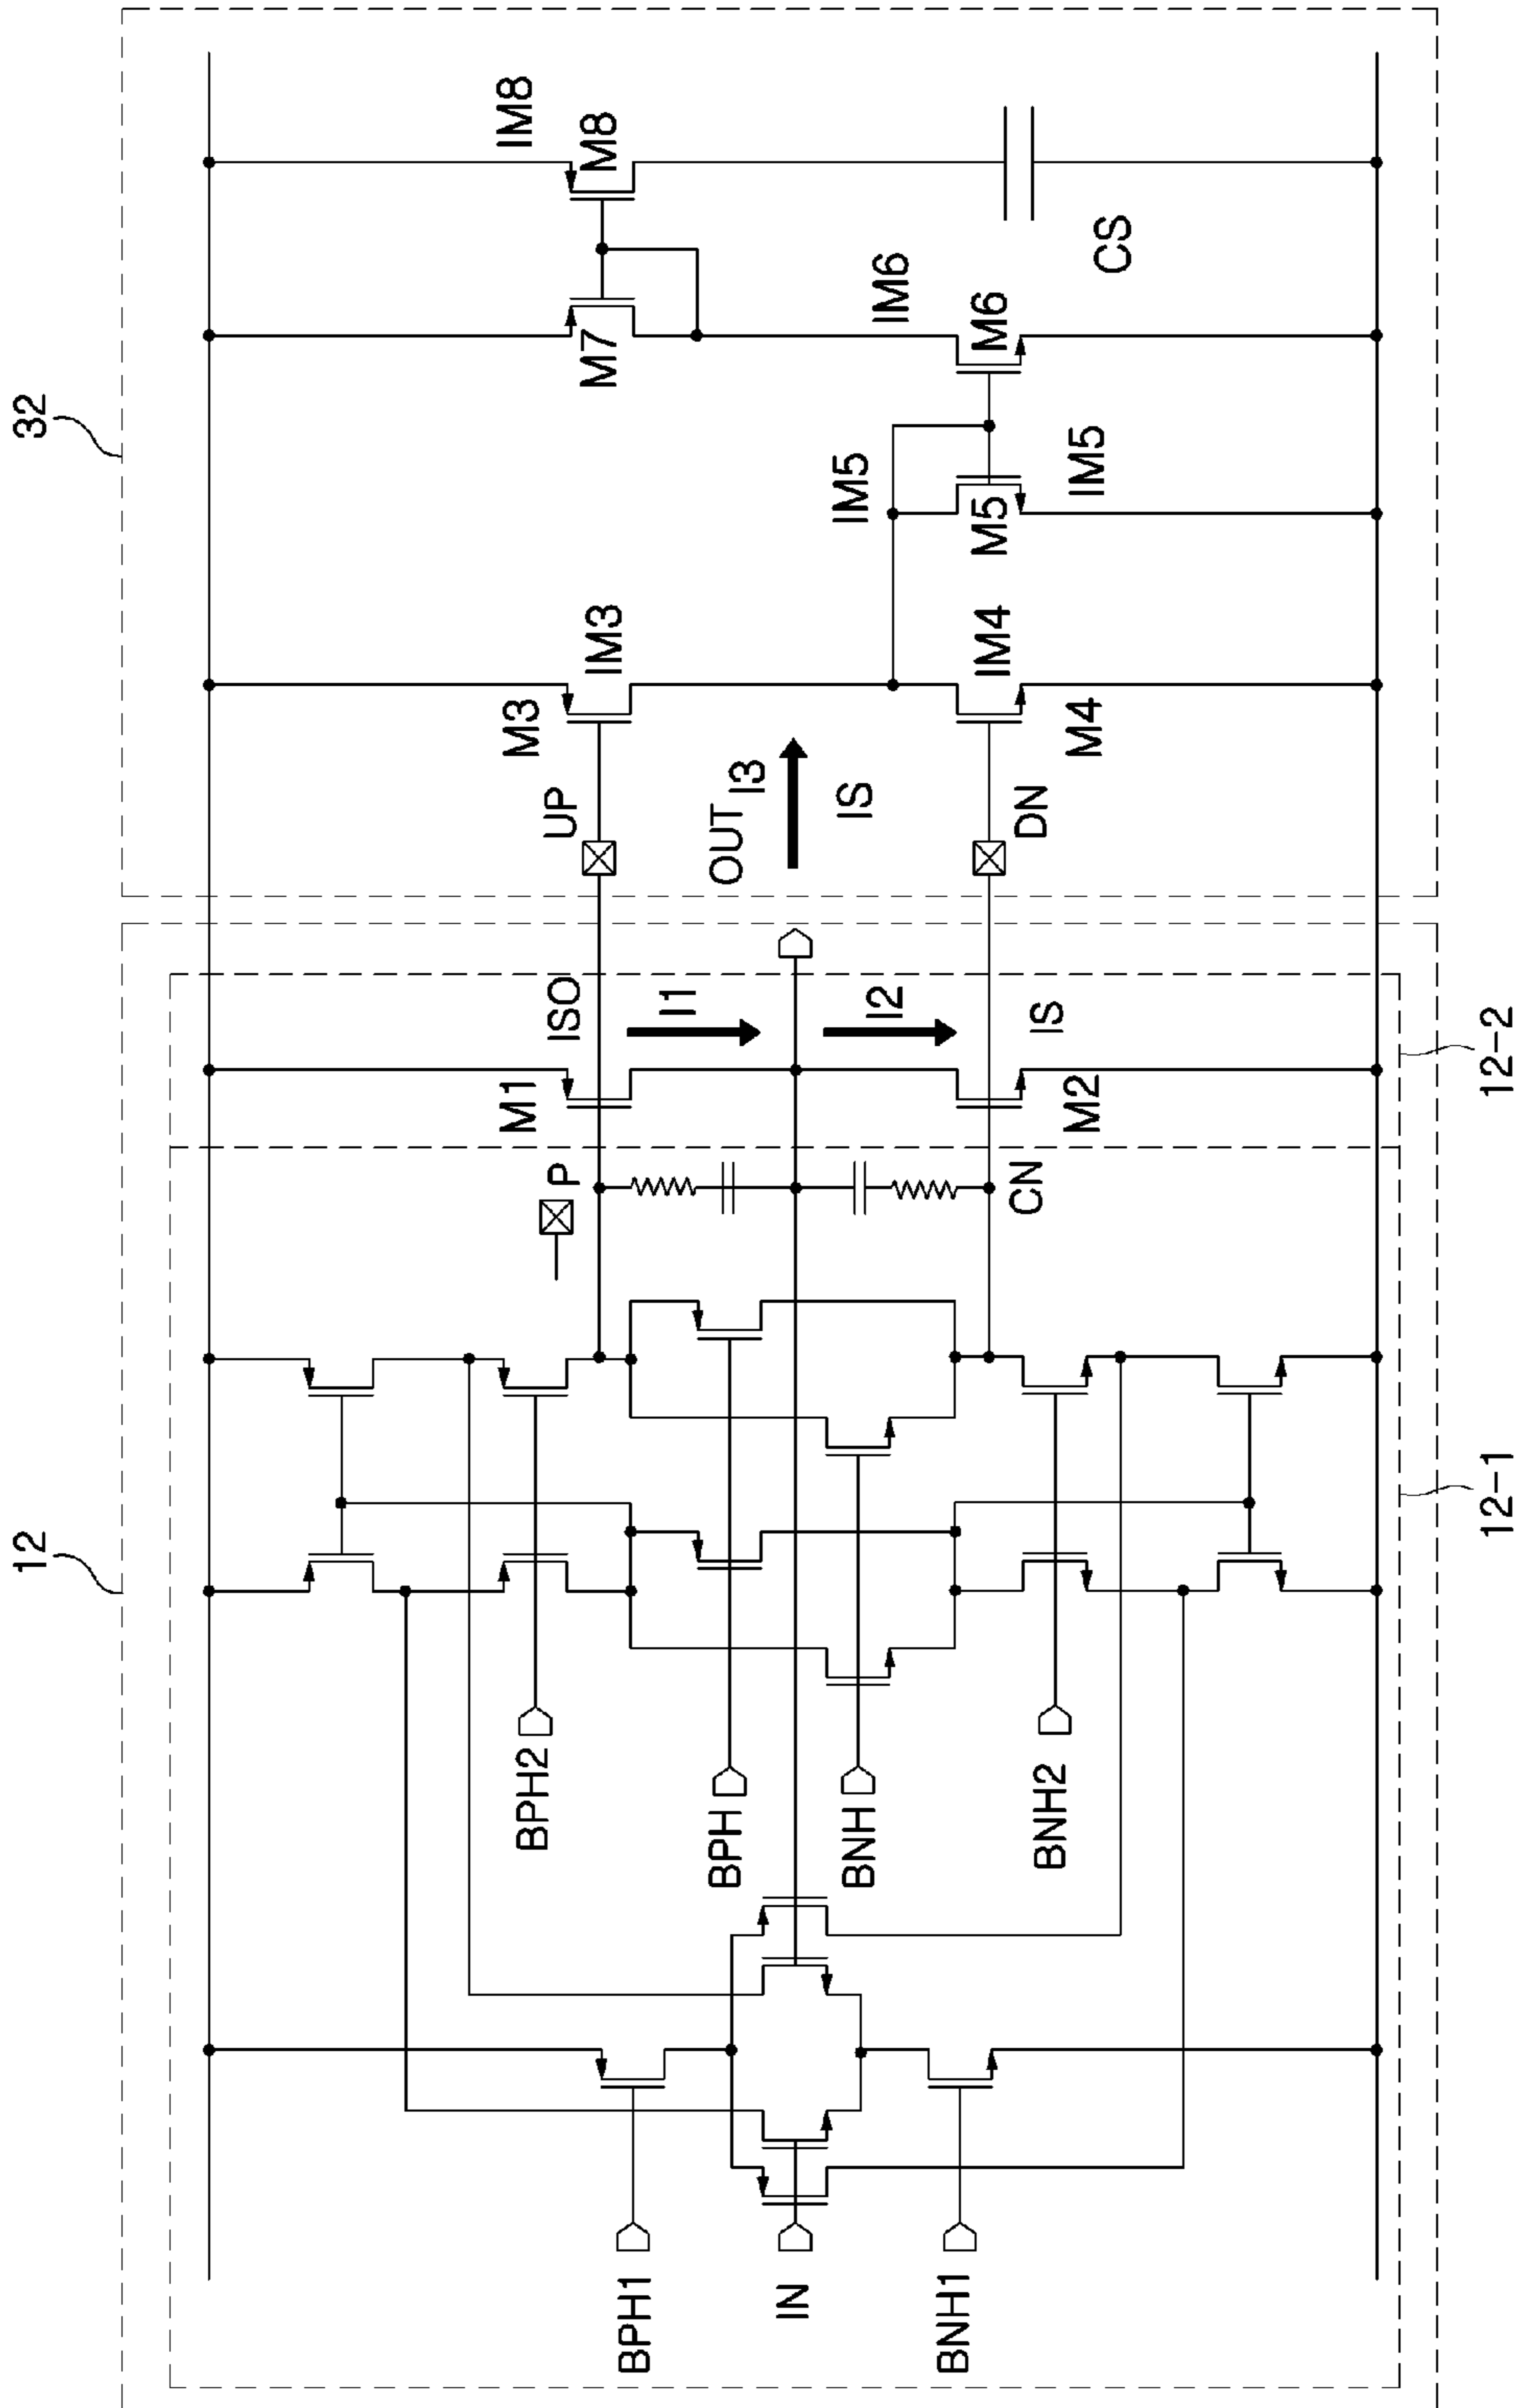 32
IM8
M8
CS
M7
IM6
M6
IM5
M5
IM5
M3
IM3
IM4
M4
UP
OUT
I3
IS
DN
12
ISO
M1
I1
I2
IS
M2
12-2
P
CN
12-1
BPH2
BPH
BNH
BNH2
BPH1
IN
BNH1